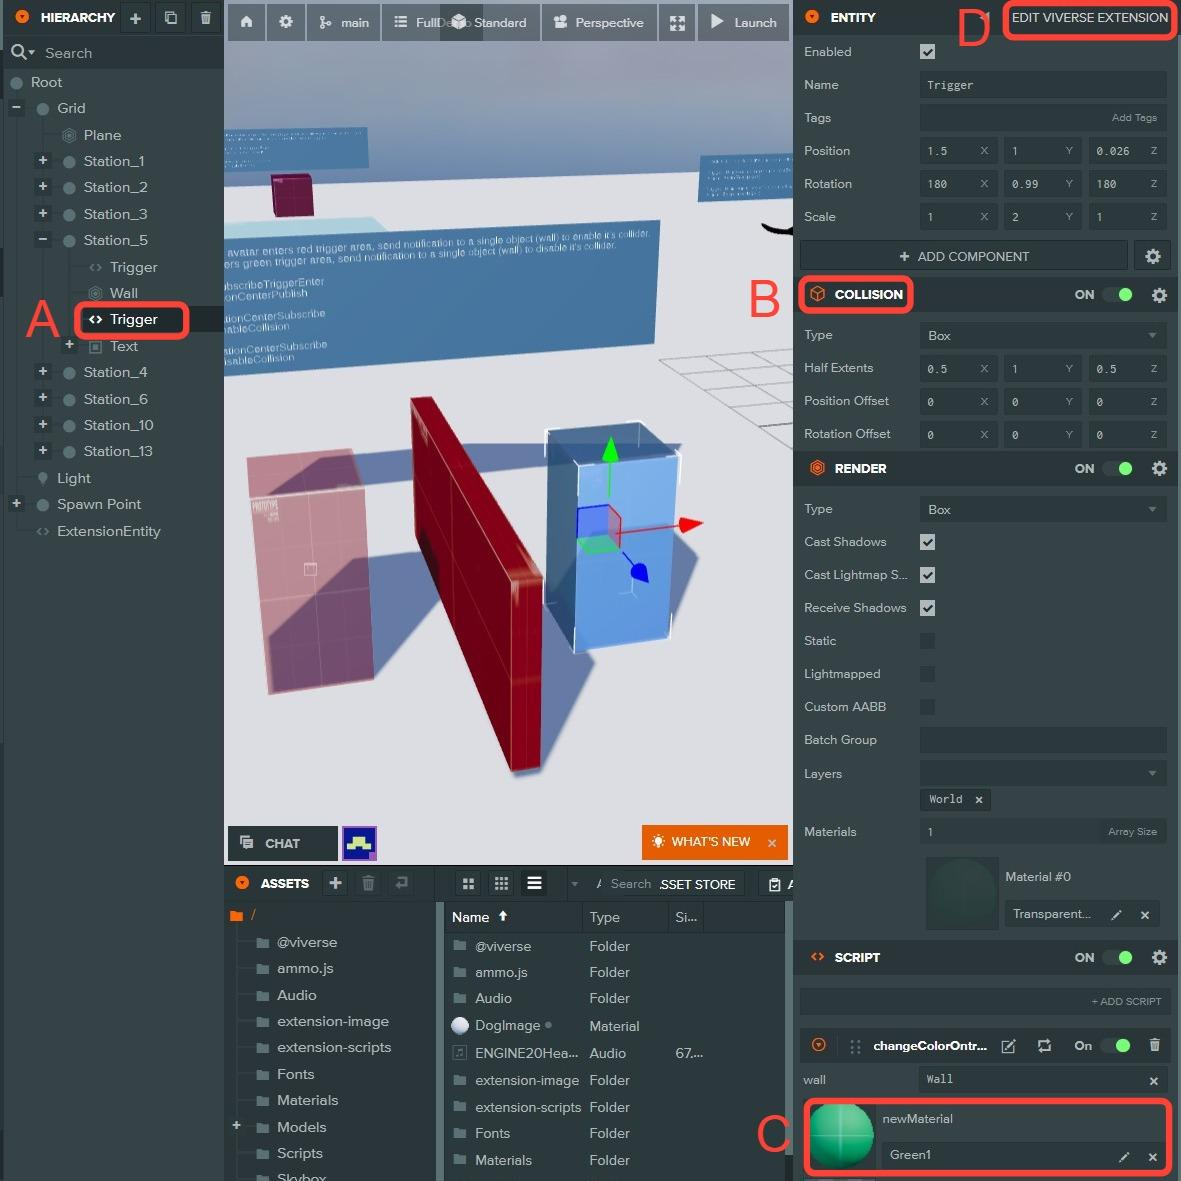 HIERARCHY
Search
Root
Grid
Plane
Station_1
Station_2
Station_3
Station_5
Trigger
Wall
A
Trigger
Text
Station_4
Station_6
Station_10
Station_13
Light
Spawn Point
ExtensionEntity
main
Standard
Perspective
Launch
avatar enters red trigger area, send notification to a single object (wall) to enable it's collider.
ers green trigger area, send notification to a single object (wall) to disable it's collider.
ubscribeTriggerEnter
onCenterPublish
ationCenterSubscribe
nableCollision
ationCenterSubscribe
isableCollision
PROTOTYPE
CHAT
WHAT'S NEW
ASSETS
Search
SSET STORE
A
/
@viverse
ammo.js
Audio
extension-image
extension-scripts
Fonts
Materials
Models
Scripts
Skybox
Name
Type
Si...
@viverse Folder
ammo.js Folder
Audio Folder
DogImage Material
ENGINE20Hea... Audio 67....
extension-image Folder
extension-scripts Folder
Fonts Folder
Materials Folder
ENTITY
D
EDIT VIVERSE EXTENSION
Enabled
Name Trigger
Tags Add Tags
Position 1.5 X 1 Y 0.026 Z
Rotation 180 X 0.99 Y 180 Z
Scale 1 X 2 Y 1 Z
+ ADD COMPONENT
B
COLLISION ON
Type Box
Half Extents 0.5 X 1 Y 0.5 Z
Position Offset 0 X 0 Y 0 Z
Rotation Offset 0 X 0 Y 0 Z
RENDER ON
Type Box
Cast Shadows
Cast Lightmap S...
Receive Shadows
Static
Lightmapped
Custom AABB
Batch Group
Layers
World
Materials 1 Array Size
Material #0
Transparent...
SCRIPT ON
+ ADD SCRIPT
changeColorOntr... On
wall Wall
C
newMaterial
Green1